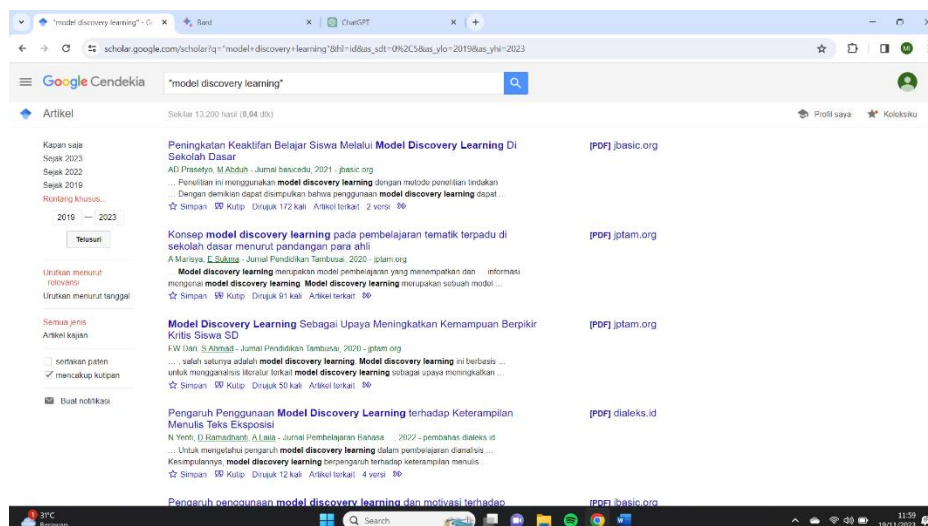 "model discovery learning" - Go
Bard
ChatGPT
scholar.google.com/scholar?q="model+discovery+learning"&hl=id&as_sdt=0%2C5&as_ylo=2019&as_yhi=2023
MI
Google Cendekia
"model discovery learning"
Artikel
Sekitar 13.200 hasil (0,04 dtk)
Profil saya
Koleksiku
Kapan saja
Sejak 2023
Sejak 2022
Sejak 2019
Rentang khusus...
2019 — 2023
Telusuri
Urutkan menurut
relevansi
Urutkan menurut tanggal
Semua jenis
Artikel kajian
sertakan paten
mencakup kutipan
Buat notifikasi
Peningkatan Keaktifan Belajar Siswa Melalui Model Discovery Learning Di
Sekolah Dasar
[PDF] jbasic.org
AD Prasetyo, M Abduh - Jurnal basicedu, 2021 - jbasic.org
... Penelitian ini menggunakan model discovery learning dengan metode penelitian tindakan
... Dengan demikian dapat disimpulkan bahwa penggunaan model discovery learning dapat ...
Simpan Kutip Dirujuk 172 kali Artikel terkait 2 versi
Konsep model discovery learning pada pembelajaran tematik terpadu di
sekolah dasar menurut pandangan para ahli
[PDF] jptam.org
A Marisya, E Sukma - Jurnal Pendidikan Tambusai, 2020 - jptam.org
... Model discovery learning merupakan model pembelajaran yang menempatkan dan ... informasi
mengenai model discovery learning. Model discovery learning merupakan sebuah model ...
Simpan Kutip Dirujuk 91 kali Artikel terkait
Model Discovery Learning Sebagai Upaya Meningkatkan Kemampuan Berpikir
Kritis Siswa SD
[PDF] jptam.org
FW Dari, S Ahmad - Jurnal Pendidikan Tambusai, 2020 - jptam.org
... , salah satunya adalah model discovery learning. Model discovery learning ini berbasis ...
untuk mengganalisis literatur terkait model discovery learning sebagai upaya meningkatkan ...
Simpan Kutip Dirujuk 50 kali Artikel terkait
Pengaruh Penggunaan Model Discovery Learning terhadap Keterampilan
Menulis Teks Eksposisi
[PDF] dialeks.id
N Yenti, D Ramadhanti, A Laila - Jurnal Pembelajaran Bahasa ..., 2022 - pembahas.dialeks.id
... Untuk mengetahui pengaruh model discovery learning dalam pembelajaran dianalisis ...
Kesimpulannya, model discovery learning berpengaruh terhadap keterampilan menulis ...
Simpan Kutip Dirujuk 12 kali Artikel terkait 4 versi
Pengaruh penggunaan model discovery learning dan motivasi terhadap
[PDF] jbasic.org
31°C
Berawan
Search
11:59
19/11/2023